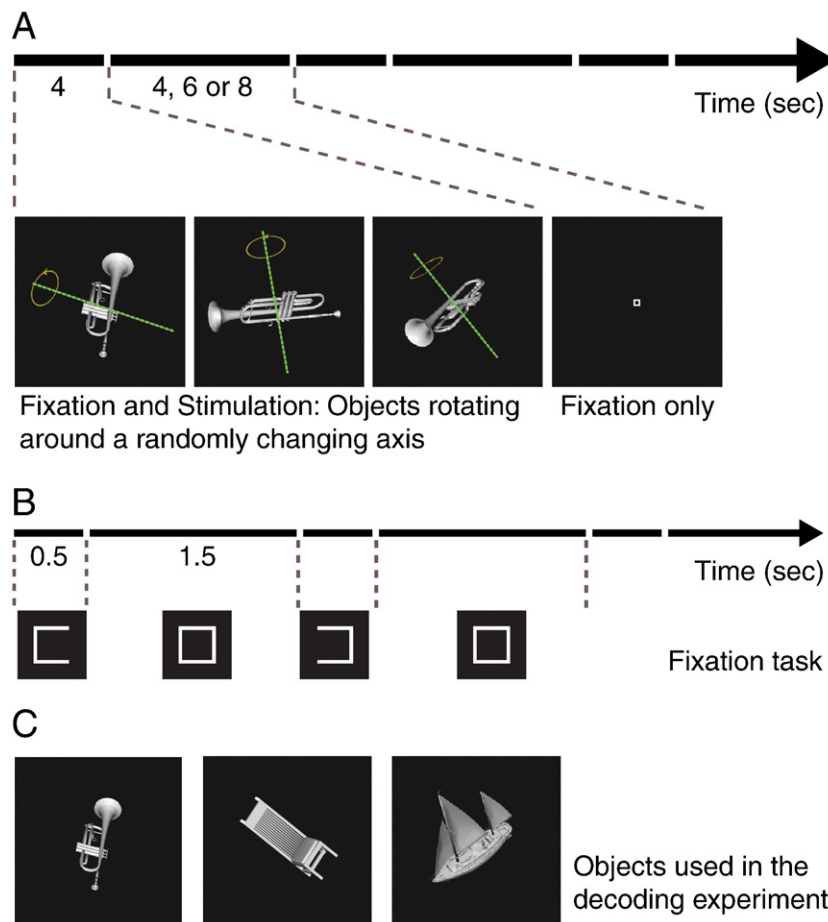 A
4
4, 6 or 8
Time (sec)
Fixation and Stimulation: Objects rotating
around a randomly changing axis
Fixation only
B
0.5
1.5
Time (sec)
Fixation task
C
Objects used in the
decoding experiment